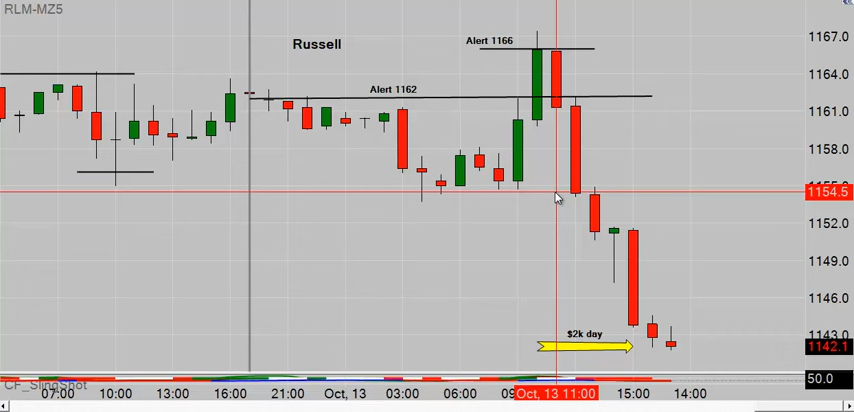 RLM-MZ5
Russell
Alert 1166
Alert 1162
$2k day
1167.0
1164.0
1161.0
1158.0
1154.5
1152.0
1149.0
1146.0
1143.0
1142.1
50.0
CF_SlingShot
07:00 10:00 13:00 16:00 21:00 Oct, 13 03:00 06:00 Oct, 13 11:00 15:00 14:00